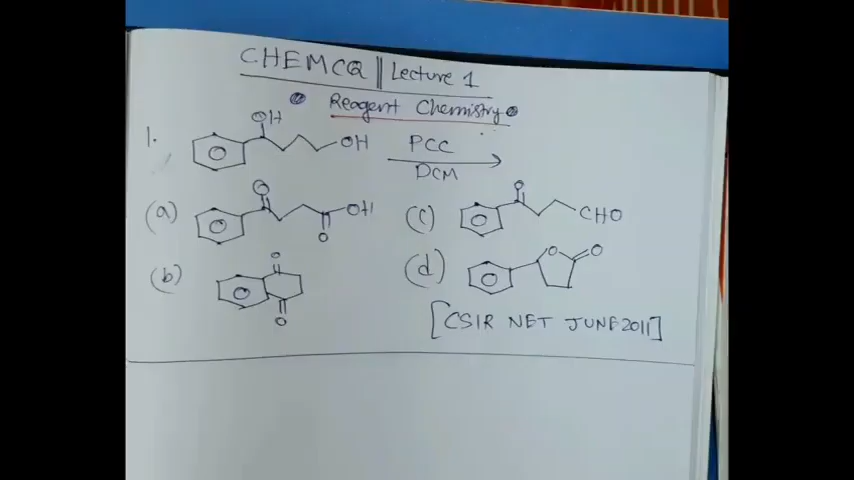 CHEMCQ || Lecture 1
Reagent Chemistry
1. OH OH PCC DCM
(a) O OH O
(c) O CHO
(b) O O
(d) O O
[CSIR NET JUNE 2011]